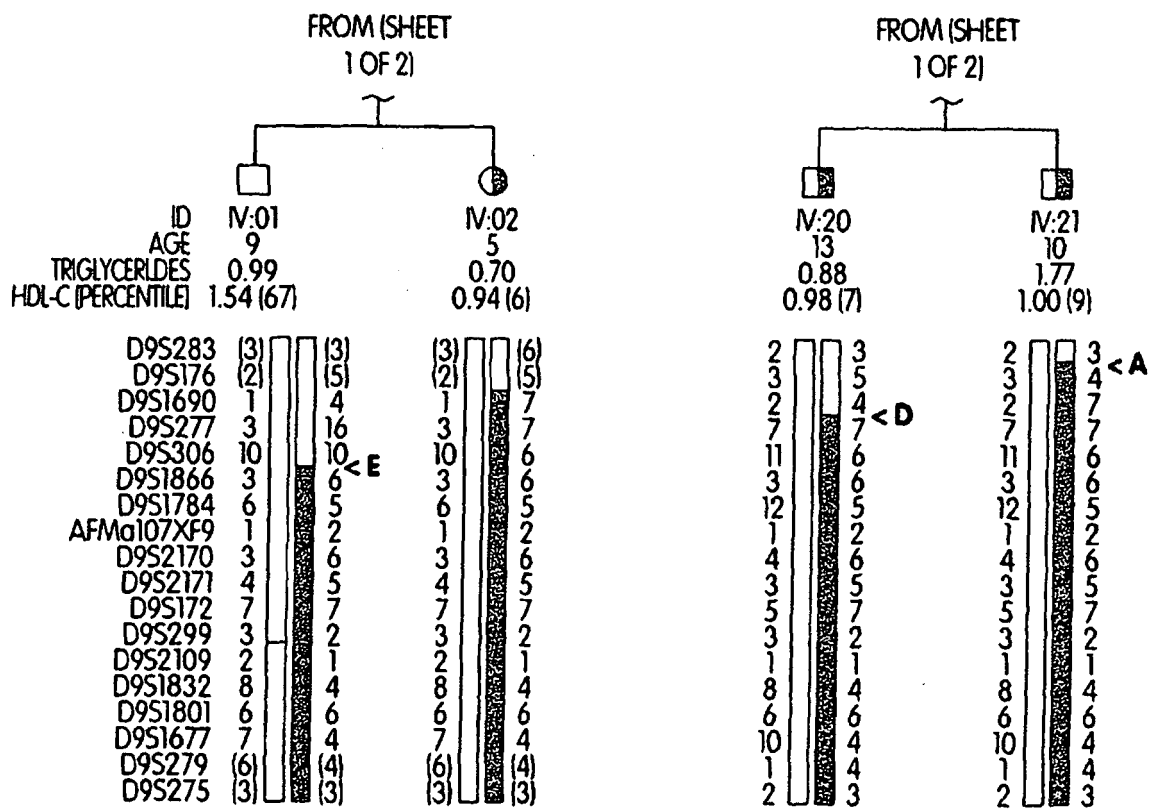 FROM (SHEET 1 OF 2)
FROM (SHEET 1 OF 2)
ID IV:01 IV:02 IV:20 IV:21
AGE 9 5 13 10
TRIGLYCERIDES 0.99 0.70 0.88 1.77
HDL-C [PERCENTILE] 1.54 (67) 0.94 (6) 0.98 (7) 1.00 (9)
D9S283 (3) (3) (3) (6) 2 3 2 3
< A
D9S176 (2) (5) (2) (5) 3 5 3 4
D9S1690 1 4 1 7 2 4 2 7
< D
D9S277 3 16 3 7 7 7 7 7
D9S306 10 10 10 6 11 6 11 6
< E
D9S1866 3 6 3 6 3 6 3 6
D9S1784 6 5 6 5 12 5 12 5
AFMa107XF9 1 2 1 2 1 2 1 2
D9S2170 3 6 3 6 4 6 4 6
D9S2171 4 5 4 5 3 5 3 5
D9S172 7 7 7 7 5 7 5 7
D9S299 3 2 3 2 3 2 3 2
D9S2109 2 1 2 1 1 1 1 1
D9S1832 8 4 8 4 8 4 8 4
D9S1801 6 6 6 6 6 6 6 6
D9S1677 7 4 7 4 10 4 10 4
D9S279 (6) (4) (6) (4) 1 4 1 4
D9S275 (3) (3) (3) (3) 2 3 2 3